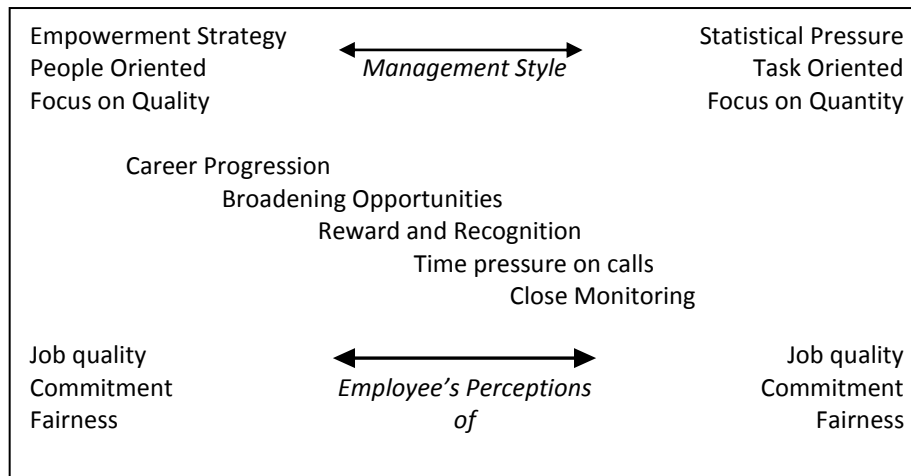 Empowerment Strategy Statistical Pressure
People Oriented Management Style Task Oriented
Focus on Quality Focus on Quantity
Career Progression
Broadening Opportunities
Reward and Recognition
Time pressure on calls
Close Monitoring
Job quality Job quality
Commitment Employee’s Perceptions Commitment
Fairness of Fairness